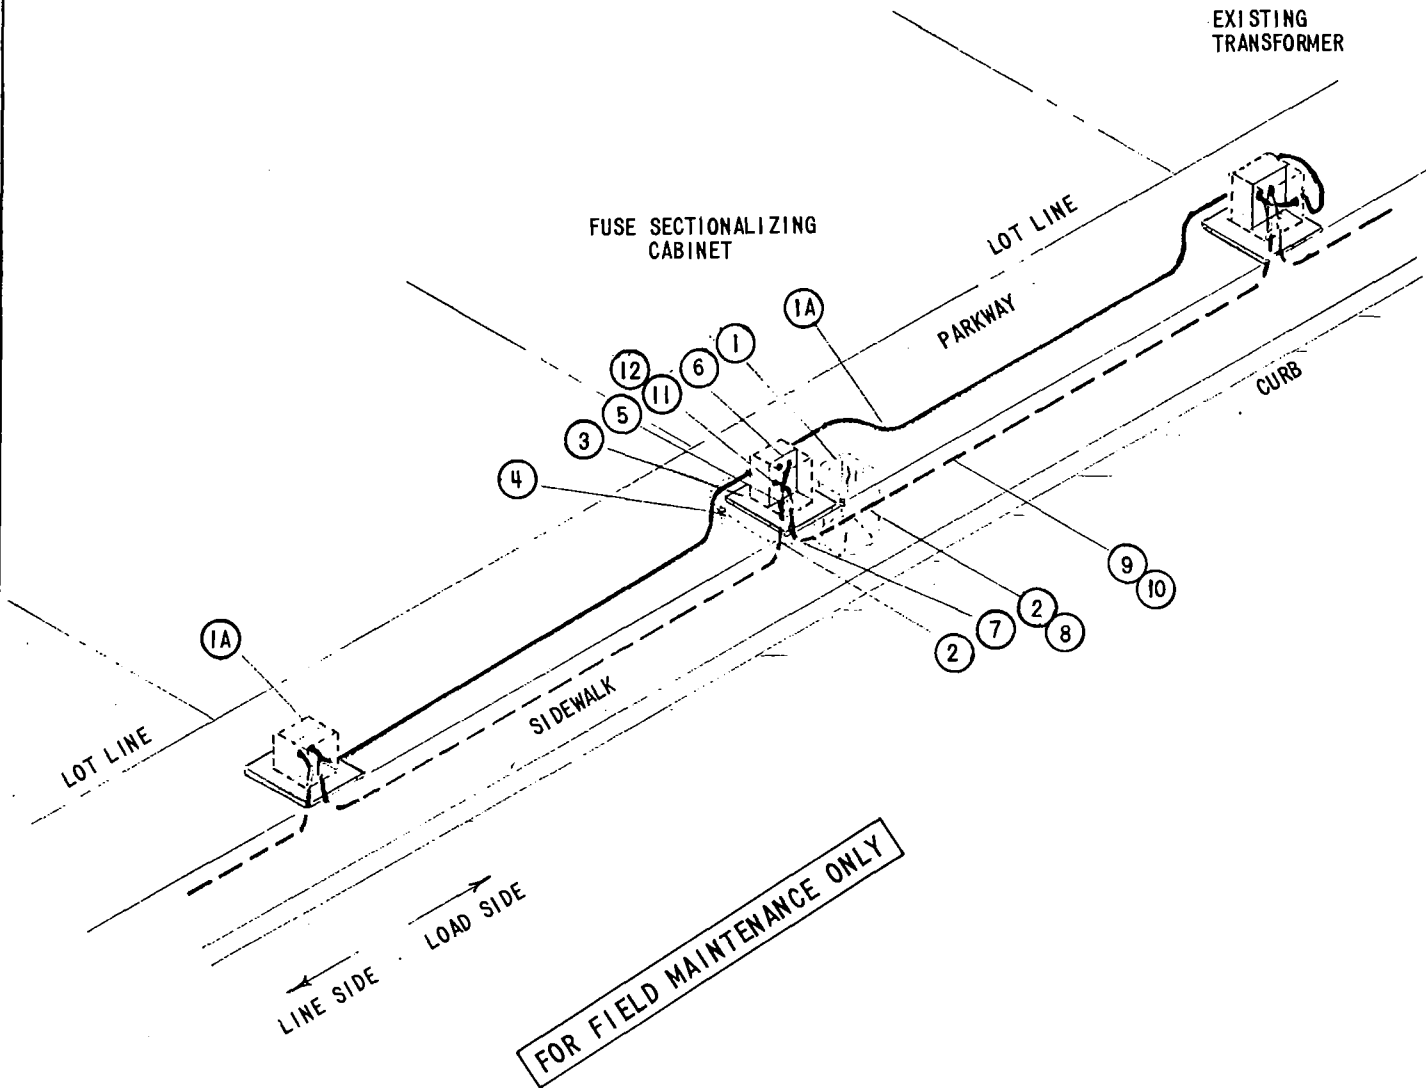 EXISTING
TRANSFORMER
FUSE SECTIONALIZING
CABINET
LOT LINE
PARKWAY
CURB
1A
1
6
12
11
5
3
4
9
10
2
8
7
2
1A
SIDEWALK
LOT LINE
LOAD SIDE
LINE SIDE
FOR FIELD MAINTENANCE ONLY